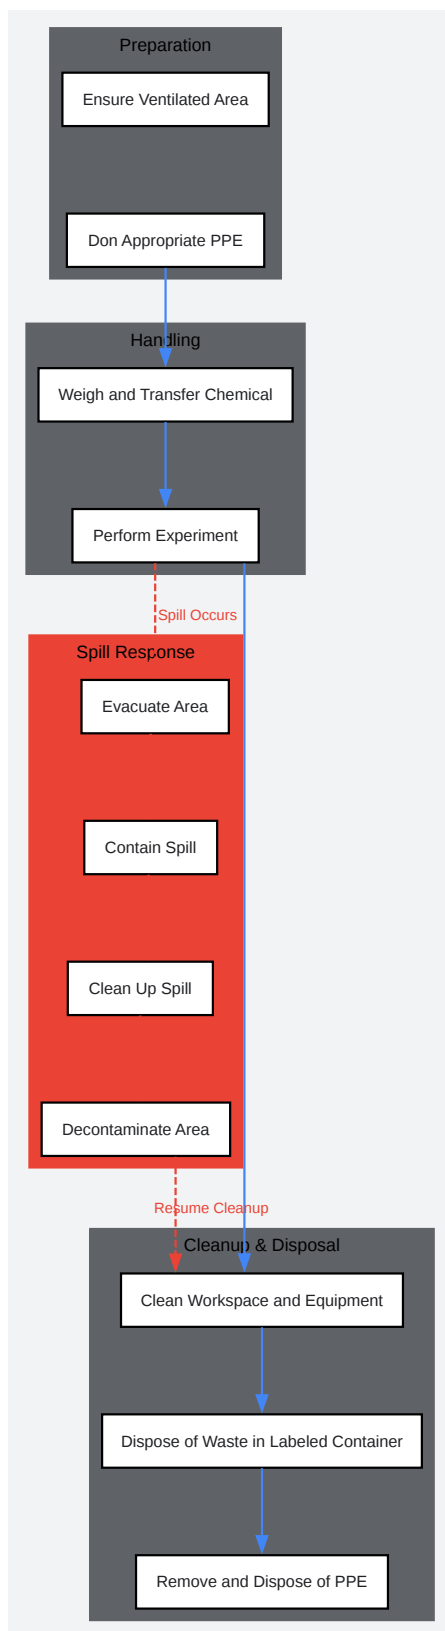 Preparation
Ensure Ventilated Area
Don Appropriate PPE
Handling
Weigh and Transfer Chemical
Perform Experiment
Spill Occurs
Spill Response
Evacuate Area
Contain Spill
Clean Up Spill
Decontaminate Area
Resume Cleanup
Cleanup & Disposal
Clean Workspace and Equipment
Dispose of Waste in Labeled Container
Remove and Dispose of PPE